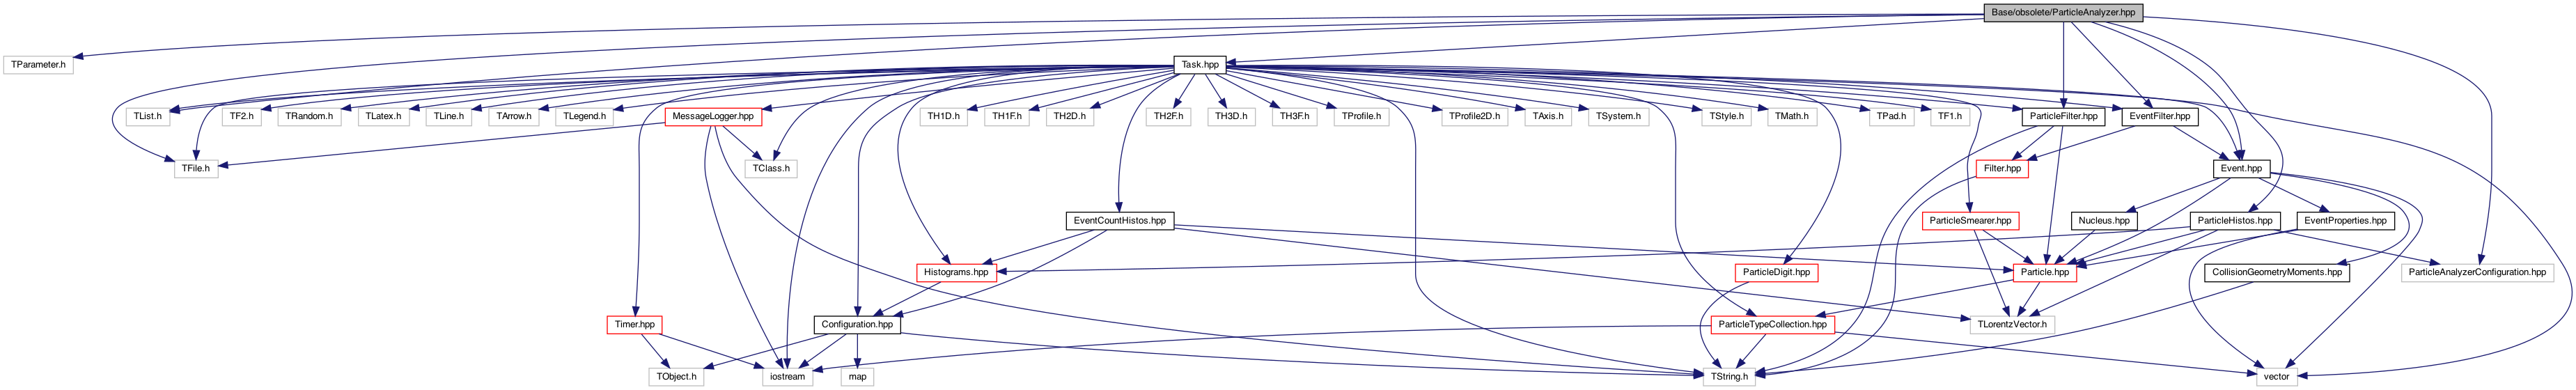 Base/obsolete/ParticleAnalyzer.hpp
TParameter.h
Task.hpp
TList.h
TF2.h
TRandom.h
TLatex.h
TLine.h
TArrow.h
TLegend.h
MessageLogger.hpp
TH1D.h
TH1F.h
TH2D.h
TH2F.h
TH3D.h
TH3F.h
TProfile.h
TProfile2D.h
TAxis.h
TSystem.h
TStyle.h
TMath.h
TPad.h
TF1.h
ParticleFilter.hpp
EventFilter.hpp
TFile.h
TClass.h
Filter.hpp
Event.hpp
EventCountHistos.hpp
ParticleSmearer.hpp
Nucleus.hpp
ParticleHistos.hpp
EventProperties.hpp
Histograms.hpp
ParticleDigit.hpp
Particle.hpp
CollisionGeometryMoments.hpp
ParticleAnalyzerConfiguration.hpp
Timer.hpp
Configuration.hpp
ParticleTypeCollection.hpp
TLorentzVector.h
TObject.h
iostream
map
TString.h
vector